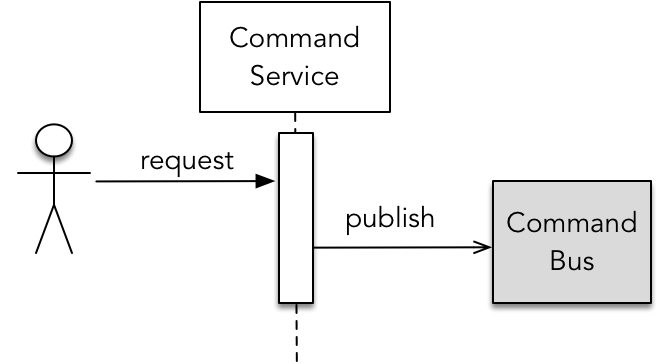 Command
Service
request
publish
Command
Bus